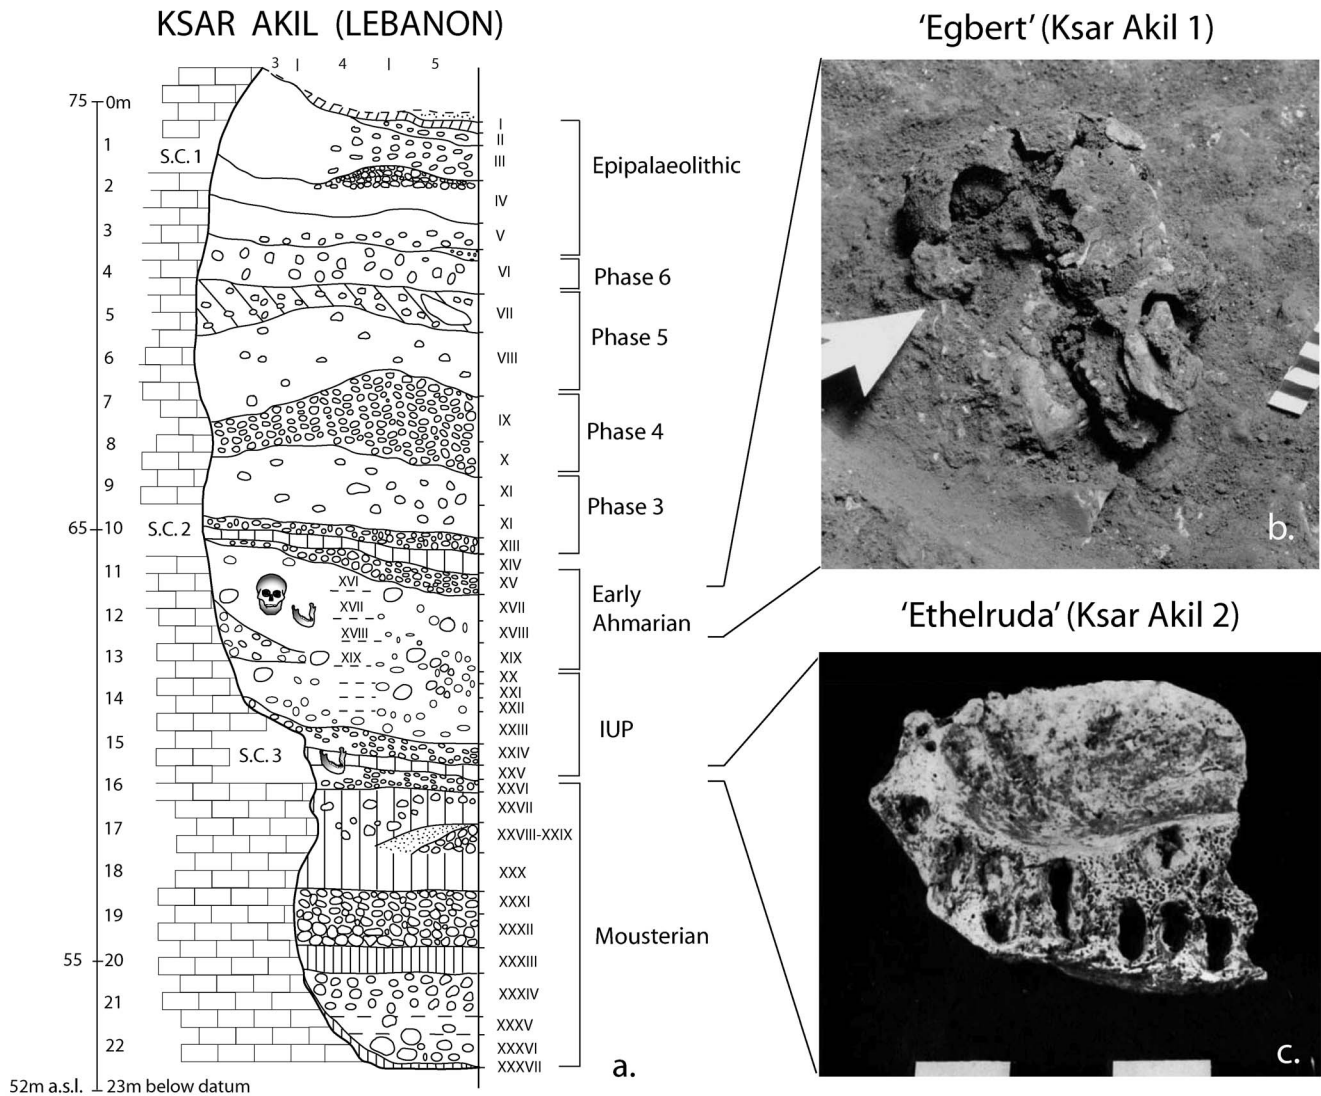 KSAR AKIL (LEBANON)
3 | 4 | 5
75
0m
1
2
3
4
5
6
7
8
9
65
10
11
12
13
14
15
16
17
18
19
55
20
21
22
52m a.s.l.
23m below datum
S.C. 1
S.C. 2
S.C. 3
XVI
XVII
XVIII
XIX
I
II
III
IV
V
VI
VII
VIII
IX
X
XI
XI
XIII
XIV
XV
XVII
XVIII
XIX
XX
XXI
XXII
XXIII
XXIV
XXV
XXVI
XXVII
XXVIII-XXIX
XXX
XXXI
XXXII
XXXIII
XXXIV
XXXV
XXXVI
XXXVII
Epipalaeolithic
Phase 6
Phase 5
Phase 4
Phase 3
Early
Ahmarian
IUP
Mousterian
a.
'Egbert' (Ksar Akil 1)
b.
'Ethelruda' (Ksar Akil 2)
c.